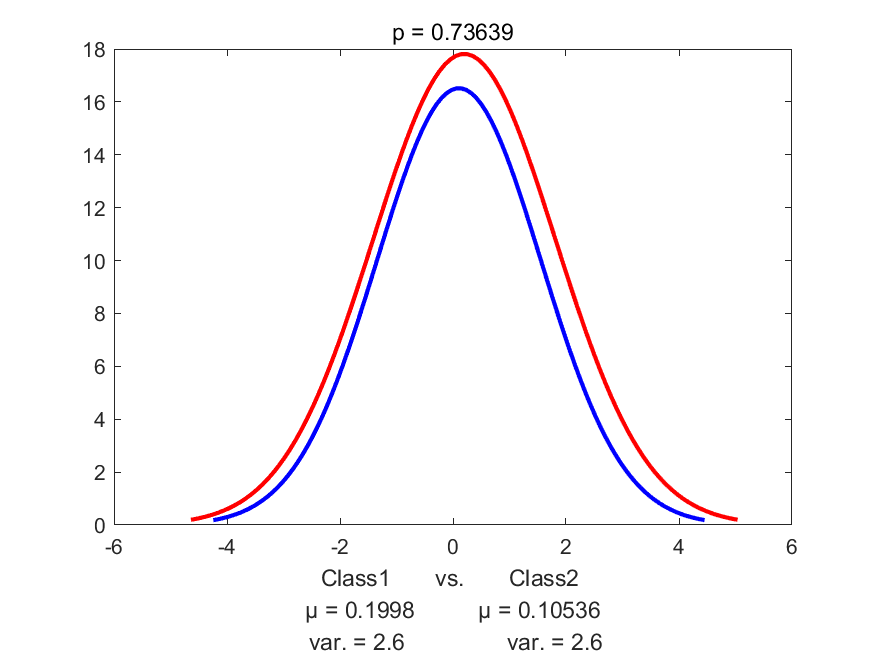 p = 0.73639
18
16
14
12
10
8
6
4
2
0
-6 -4 -2 0 2 4 6
Class1 vs. Class2
μ = 0.1998 μ = 0.10536
var. = 2.6 var. = 2.6